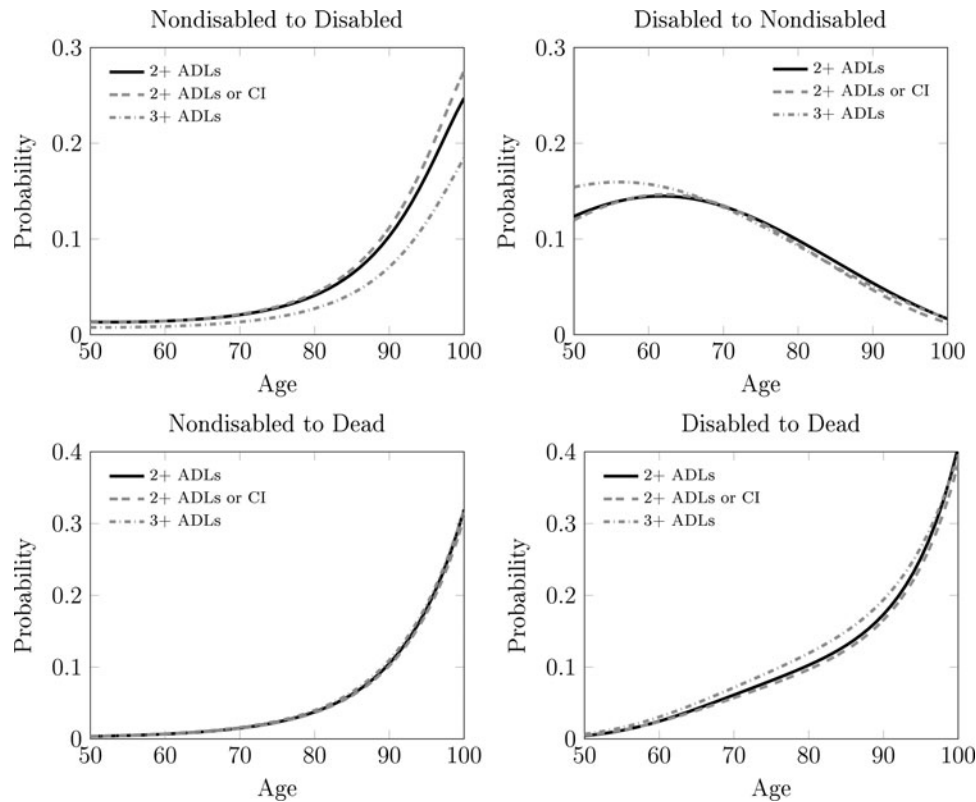 Nondisabled to Disabled
0.3
2+ ADLs
2+ ADLs or CI
3+ ADLs
0.2
Probability
0.1
0
50 60 70 80 90 100
Age
Disabled to Nondisabled
0.3
2+ ADLs
2+ ADLs or CI
3+ ADLs
0.2
Probability
0.1
0
50 60 70 80 90 100
Age
Nondisabled to Dead
0.4
2+ ADLs
2+ ADLs or CI
3+ ADLs
0.3
Probability
0.2
0.1
0
50 60 70 80 90 100
Age
Disabled to Dead
0.4
2+ ADLs
2+ ADLs or CI
3+ ADLs
0.3
Probability
0.2
0.1
0
50 60 70 80 90 100
Age